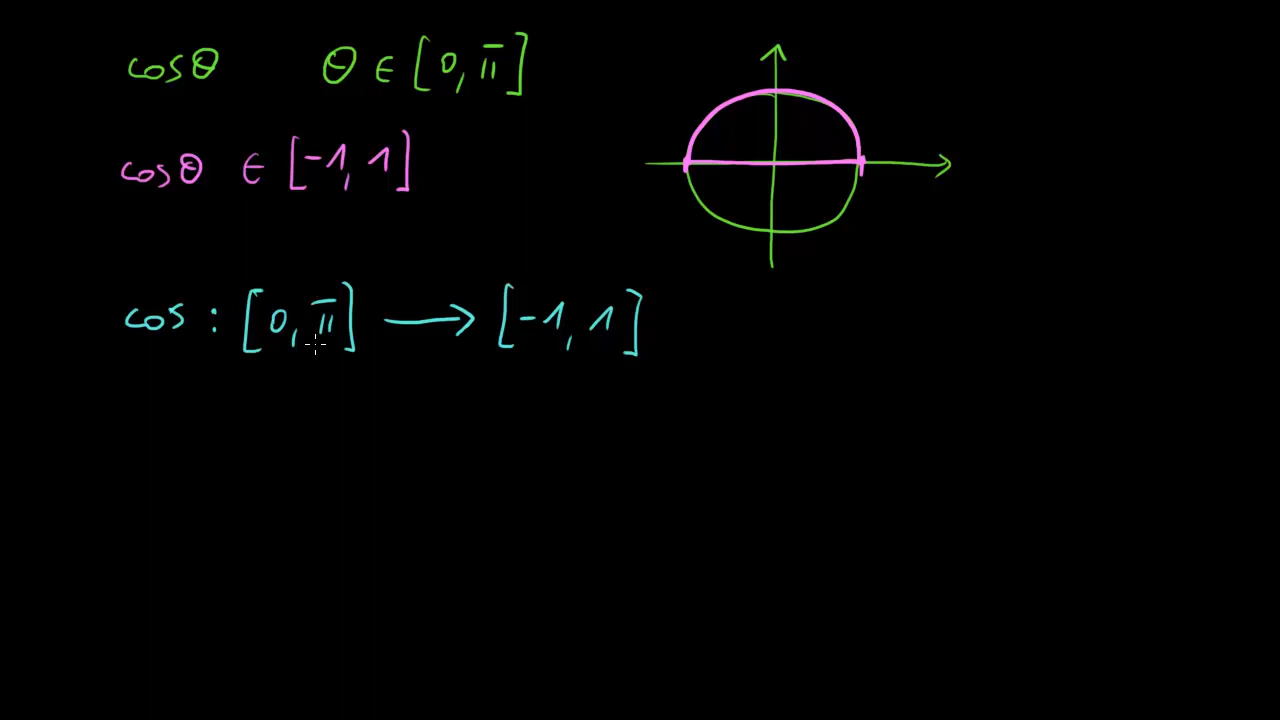 cosθ θ ∈ [0, π]
cosθ ∈ [-1, 1]
cos : [0, π] → [-1, 1]